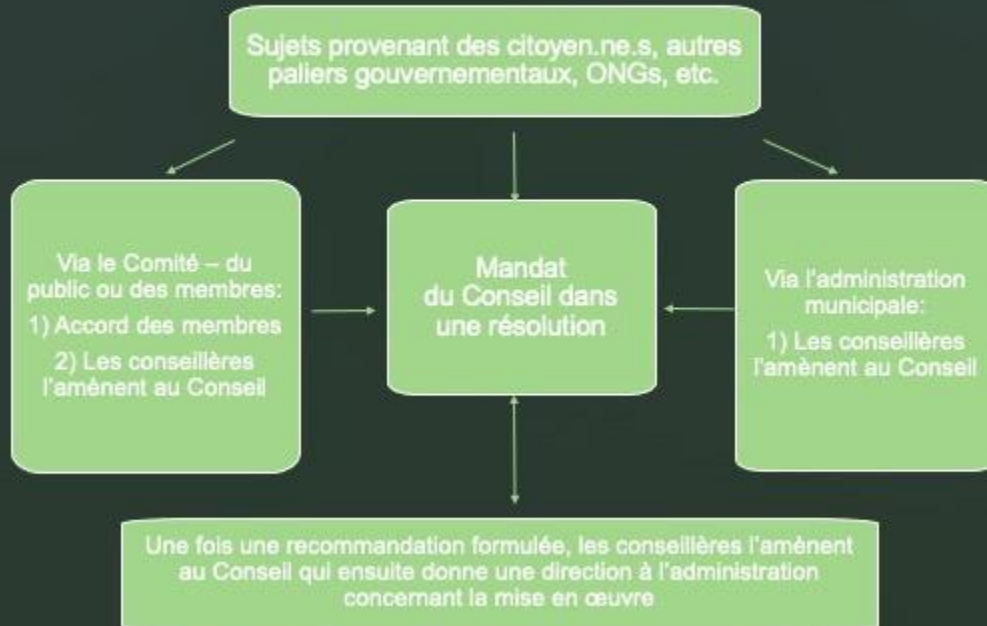 Sujets provenant des citoyen.ne.s, autres
paliers gouvernementaux, ONGs, etc.
Via le Comité – du
public ou des membres:
1) Accord des membres
2) Les conseillères
l'amènent au Conseil
Mandat
du Conseil dans
une résolution
Via l'administration
municipale:
1) Les conseillères
l'amènent au Conseil
Une fois une recommandation formulée, les conseillères l'amènent
au Conseil qui ensuite donne une direction à l'administration
concernant la mise en œuvre